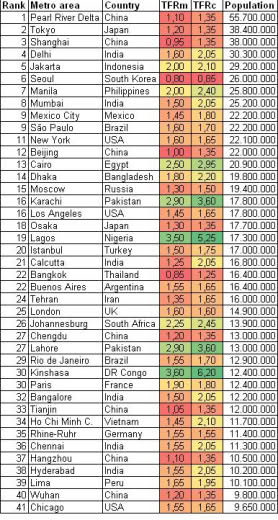 Rank Metro area Country TFRm TFRc Population
1 Pearl River Delta China 1,10 1,35 55.700.000
2 Tokyo Japan 1,20 1,35 38.400.000
3 Shanghai China 0,95 1,35 38.000.000
4 Delhi India 1,60 2,05 30.300.000
5 Jakarta Indonesia 2,00 2,10 29.200.000
6 Seoul South Korea 0,80 0,85 26.000.000
7 Manila Philippines 2,00 2,40 25.800.000
8 Mumbai India 1,50 2,05 25.200.000
9 Mexico City Mexico 1,45 1,80 22.200.000
9 São Paulo Brazil 1,60 1,70 22.200.000
11 New York USA 1,60 1,65 22.100.000
12 Beijing China 1,00 1,35 22.000.000
13 Cairo Egypt 2,50 2,95 20.900.000
14 Dhaka Bangladesh 1,80 2,20 19.800.000
15 Moscow Russia 1,30 1,50 19.400.000
16 Karachi Pakistan 2,90 3,60 17.800.000
16 Los Angeles USA 1,45 1,65 17.800.000
18 Osaka Japan 1,30 1,35 17.700.000
19 Lagos Nigeria 3,50 5,25 17.300.000
20 Istanbul Turkey 1,50 1,75 17.000.000
21 Calcutta India 1,25 2,05 16.800.000
22 Bangkok Thailand 0,85 1,25 16.400.000
22 Buenos Aires Argentina 1,55 1,65 16.400.000
24 Tehran Iran 1,35 1,65 16.000.000
25 London UK 1,60 1,60 14.900.000
26 Johannesburg South Africa 2,25 2,45 13.900.000
27 Chengdu China 1,20 1,35 13.000.000
27 Lahore Pakistan 2,90 3,60 13.000.000
29 Rio de Janeiro Brazil 1,55 1,70 12.900.000
30 Kinshasa DR Congo 3,60 6,20 12.400.000
30 Paris France 1,90 1,80 12.400.000
32 Bangalore India 1,50 2,05 12.200.000
33 Tianjin China 1,05 1,35 12.000.000
34 Ho Chi Minh C. Vietnam 1,45 2,10 11.700.000
35 Rhine-Ruhr Germany 1,55 1,55 11.400.000
36 Chennai India 1,55 2,05 11.300.000
37 Hangzhou China 1,10 1,35 10.500.000
38 Hyderabad India 1,55 2,05 10.200.000
39 Lima Peru 1,65 1,95 10.100.000
40 Wuhan China 1,20 1,35 9.800.000
41 Chicago USA 1,55 1,65 9.650.000